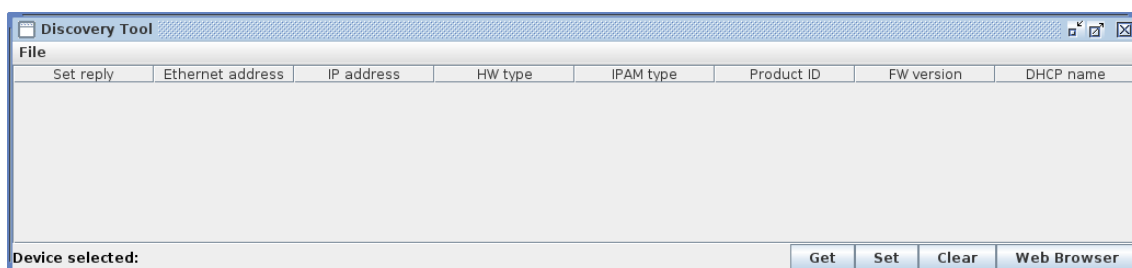 Discovery Tool
File
Set reply Ethernet address IP address HW type IPAM type Product ID FW version DHCP name
Device selected: Get Set Clear Web Browser